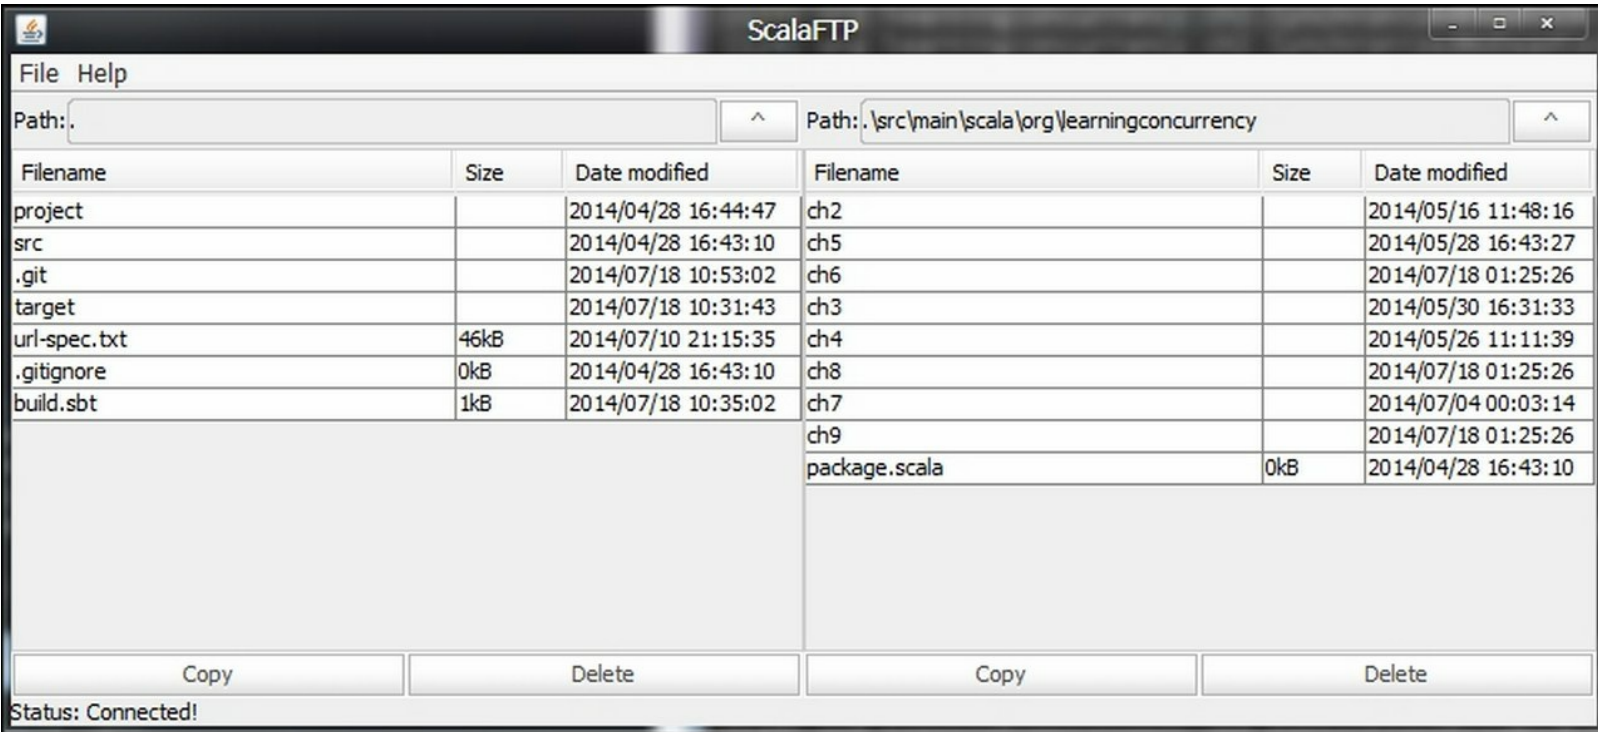 ScalaFTP
File Help
Path: . ^ Path: .\src\main\scala\org\learningconcurrency ^
Filename Size Date modified Filename Size Date modified
project 2014/04/28 16:44:47 ch2 2014/05/16 11:48:16
src 2014/04/28 16:43:10 ch5 2014/05/28 16:43:27
.git 2014/07/18 10:53:02 ch6 2014/07/18 01:25:26
target 2014/07/18 10:31:43 ch3 2014/05/30 16:31:33
url-spec.txt 46kB 2014/07/10 21:15:35 ch4 2014/05/26 11:11:39
.gitignore 0kB 2014/04/28 16:43:10 ch8 2014/07/18 01:25:26
build.sbt 1kB 2014/07/18 10:35:02 ch7 2014/07/04 00:03:14
ch9 2014/07/18 01:25:26
package.scala 0kB 2014/04/28 16:43:10
Copy Delete Copy Delete
Status: Connected!